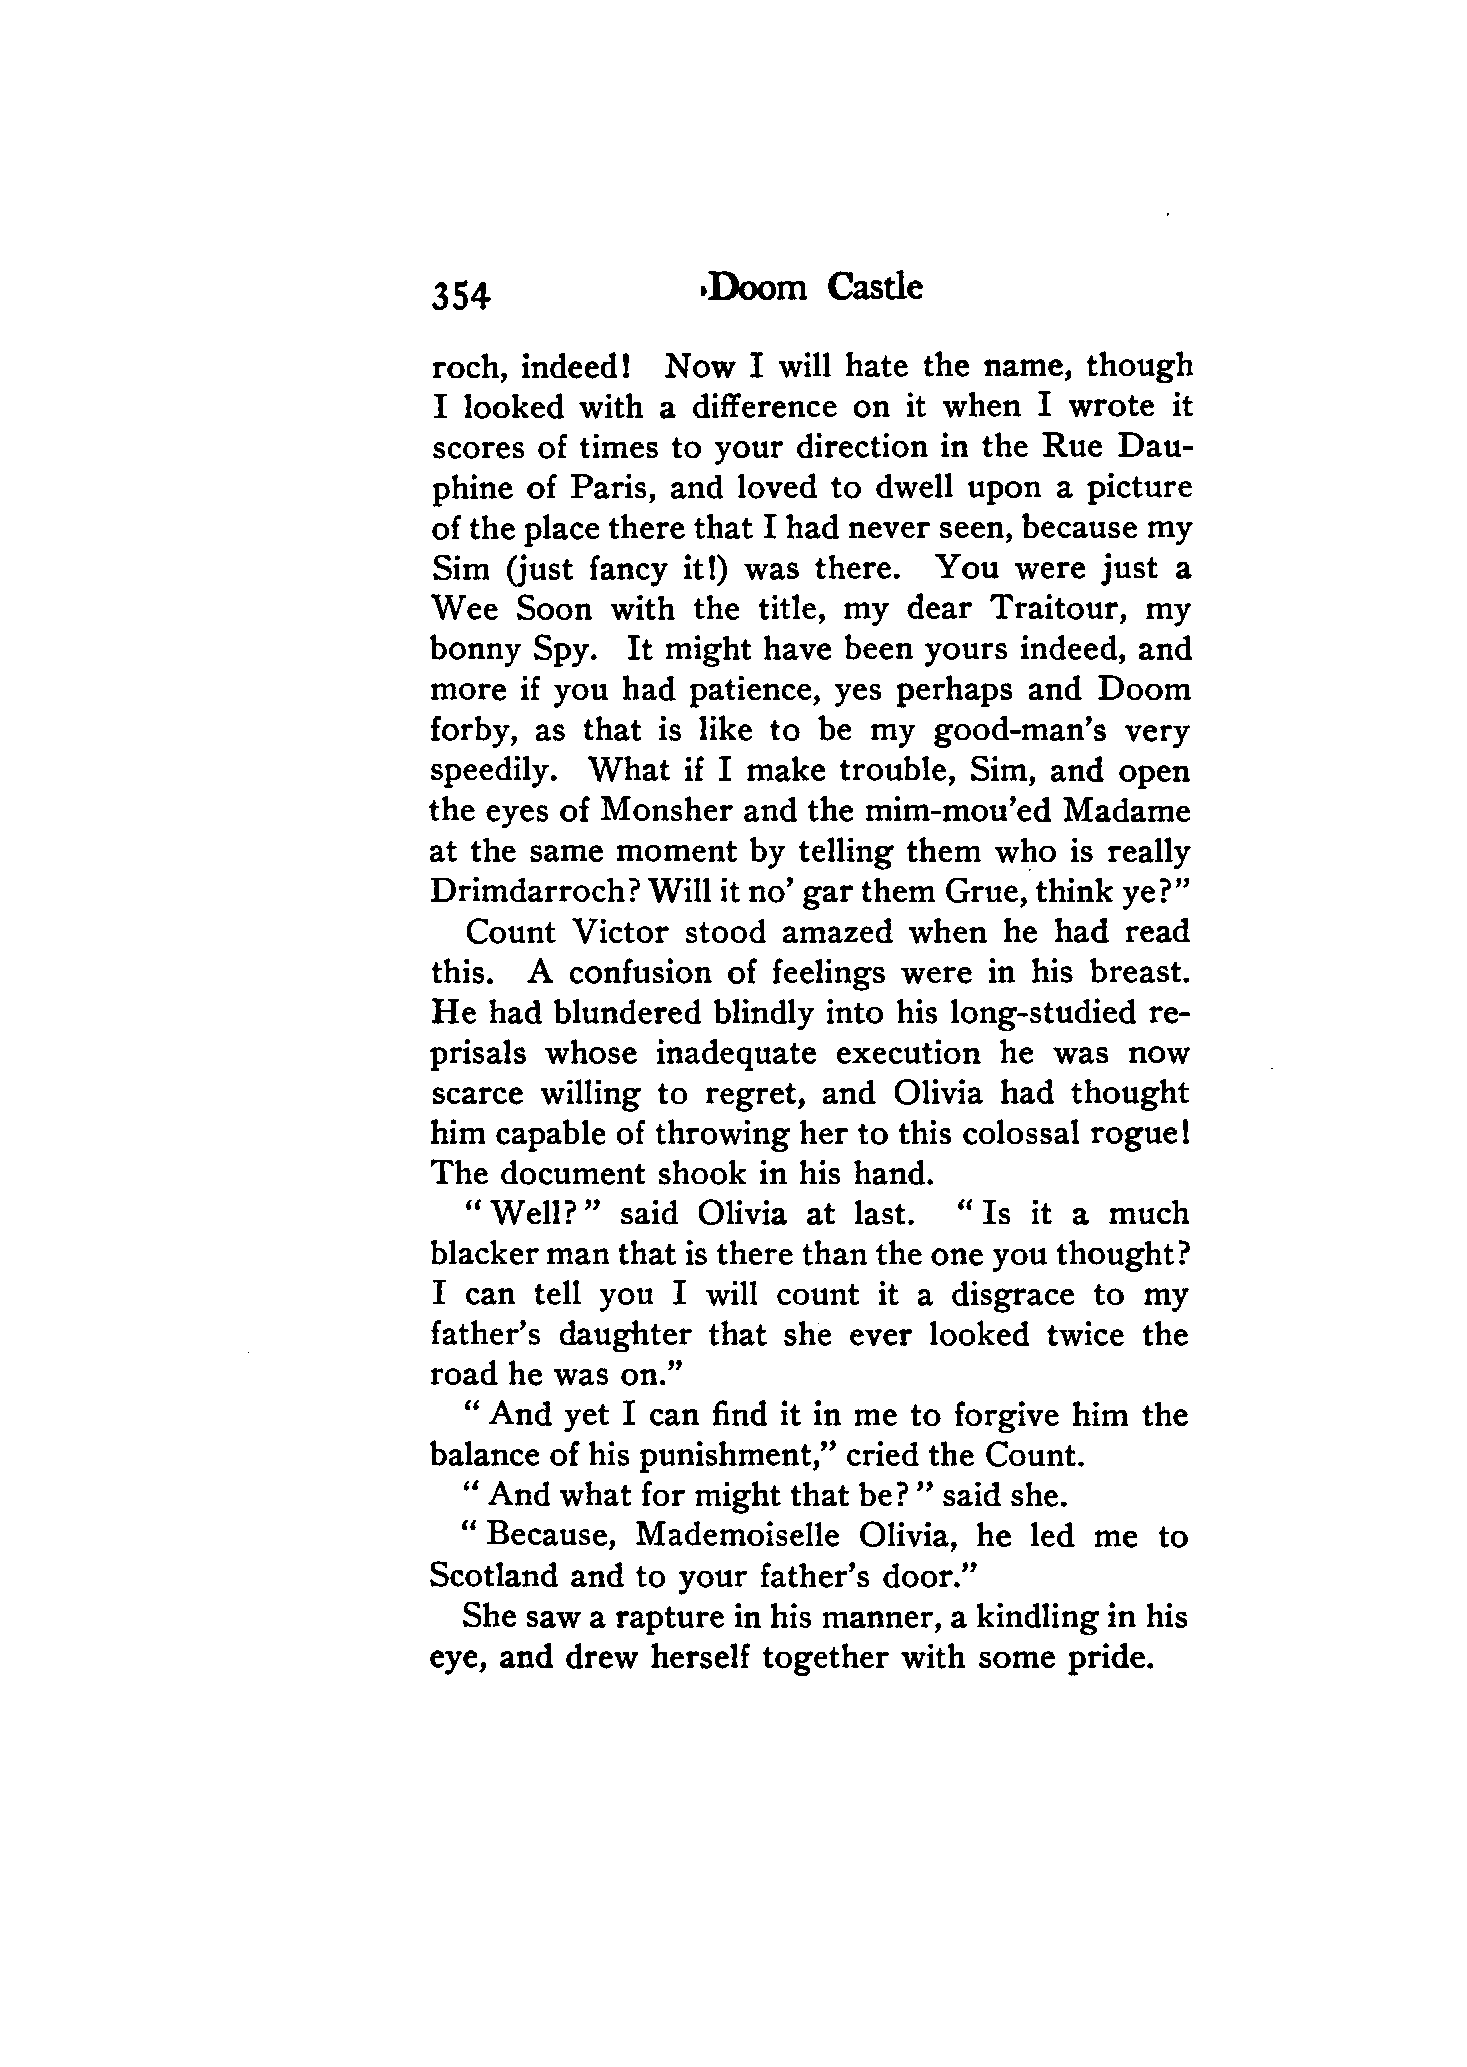 354 Doom Castle
roch, indeed! Now I will hate the name, though
I looked with a difference on it when I wrote it
scores of times to your direction in the Rue Dau-
phine of Paris, and loved to dwell upon a picture
of the place there that I had never seen, because my
Sim (just fancy it!) was there. You were just a
Wee Soon with the title, my dear Traitour, my
bonny Spy. It might have been yours indeed, and
more if you had patience, yes perhaps and Doom
forby, as that is like to be my good-man's very
speedily. What if I make trouble, Sim, and open
the eyes of Monsher and the mim-mou'ed Madame
at the same moment by telling them who is really
Drimdarroch? Will it no' gar them Grue, think ye?"
Count Victor stood amazed when he had read
this. A confusion of feelings were in his breast.
He had blundered blindly into his long-studied re-
prisals whose inadequate execution he was now
scarce willing to regret, and Olivia had thought
him capable of throwing her to this colossal rogue!
The document shook in his hand.
"Well?" said Olivia at last. "Is it a much
blacker man that is there than the one you thought?
I can tell you I will count it a disgrace to my
father's daughter that she ever looked twice the
road he was on."
"And yet I can find it in me to forgive him the
balance of his punishment," cried the Count.
"And what for might that be?" said she.
"Because, Mademoiselle Olivia, he led me to
Scotland and to your father's door."
She saw a rapture in his manner, a kindling in his
eye, and drew herself together with some pride.